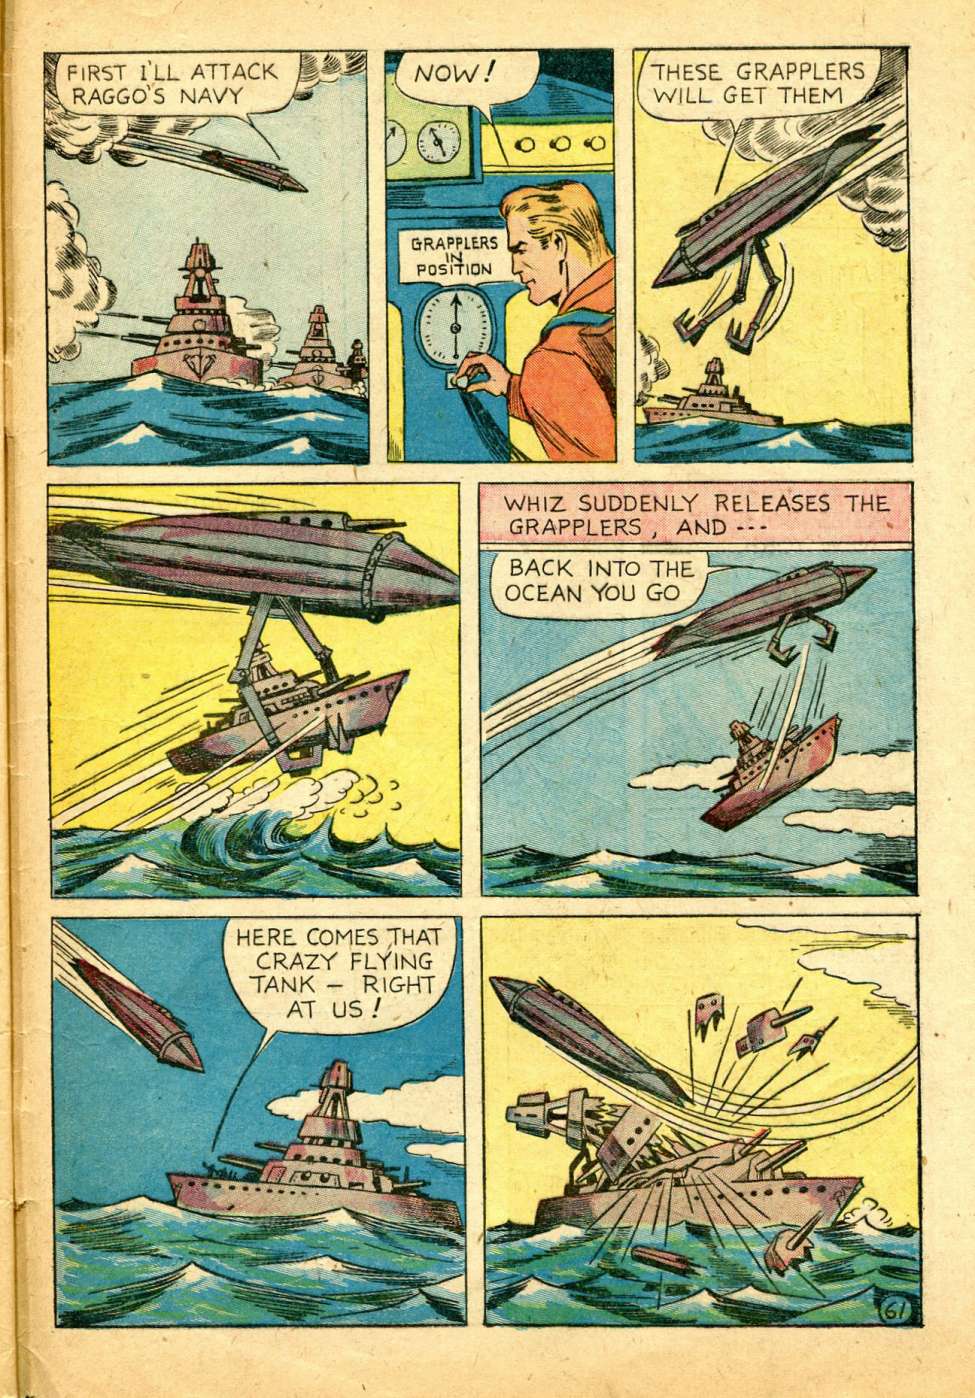 FIRST I'LL ATTACK
RAGGO'S NAVY
NOW!
GRAPPLERS
IN
POSITION
THESE GRAPPLERS
WILL GET THEM
WHIZ SUDDENLY RELEASES THE
GRAPPLERS, AND ---
BACK INTO THE
OCEAN YOU GO
HERE COMES THAT
CRAZY FLYING
TANK — RIGHT
AT US!
61